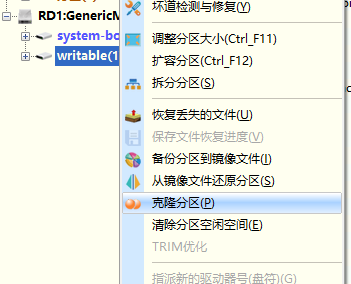 坏道检测与修复(Y)
RD1:GenericM
调整分区大小(Ctrl_F11)
system-bo
扩容分区(Ctrl_F12)
writable(1
拆分分区(S)
恢复丢失的文件(U)
保存文件恢复进度(V)
备份分区到镜像文件(I)
从镜像文件还原分区(S)
克隆分区(P)
清除分区空闲空间(E)
TRIM优化
指派新的驱动器号(盘符)(G)